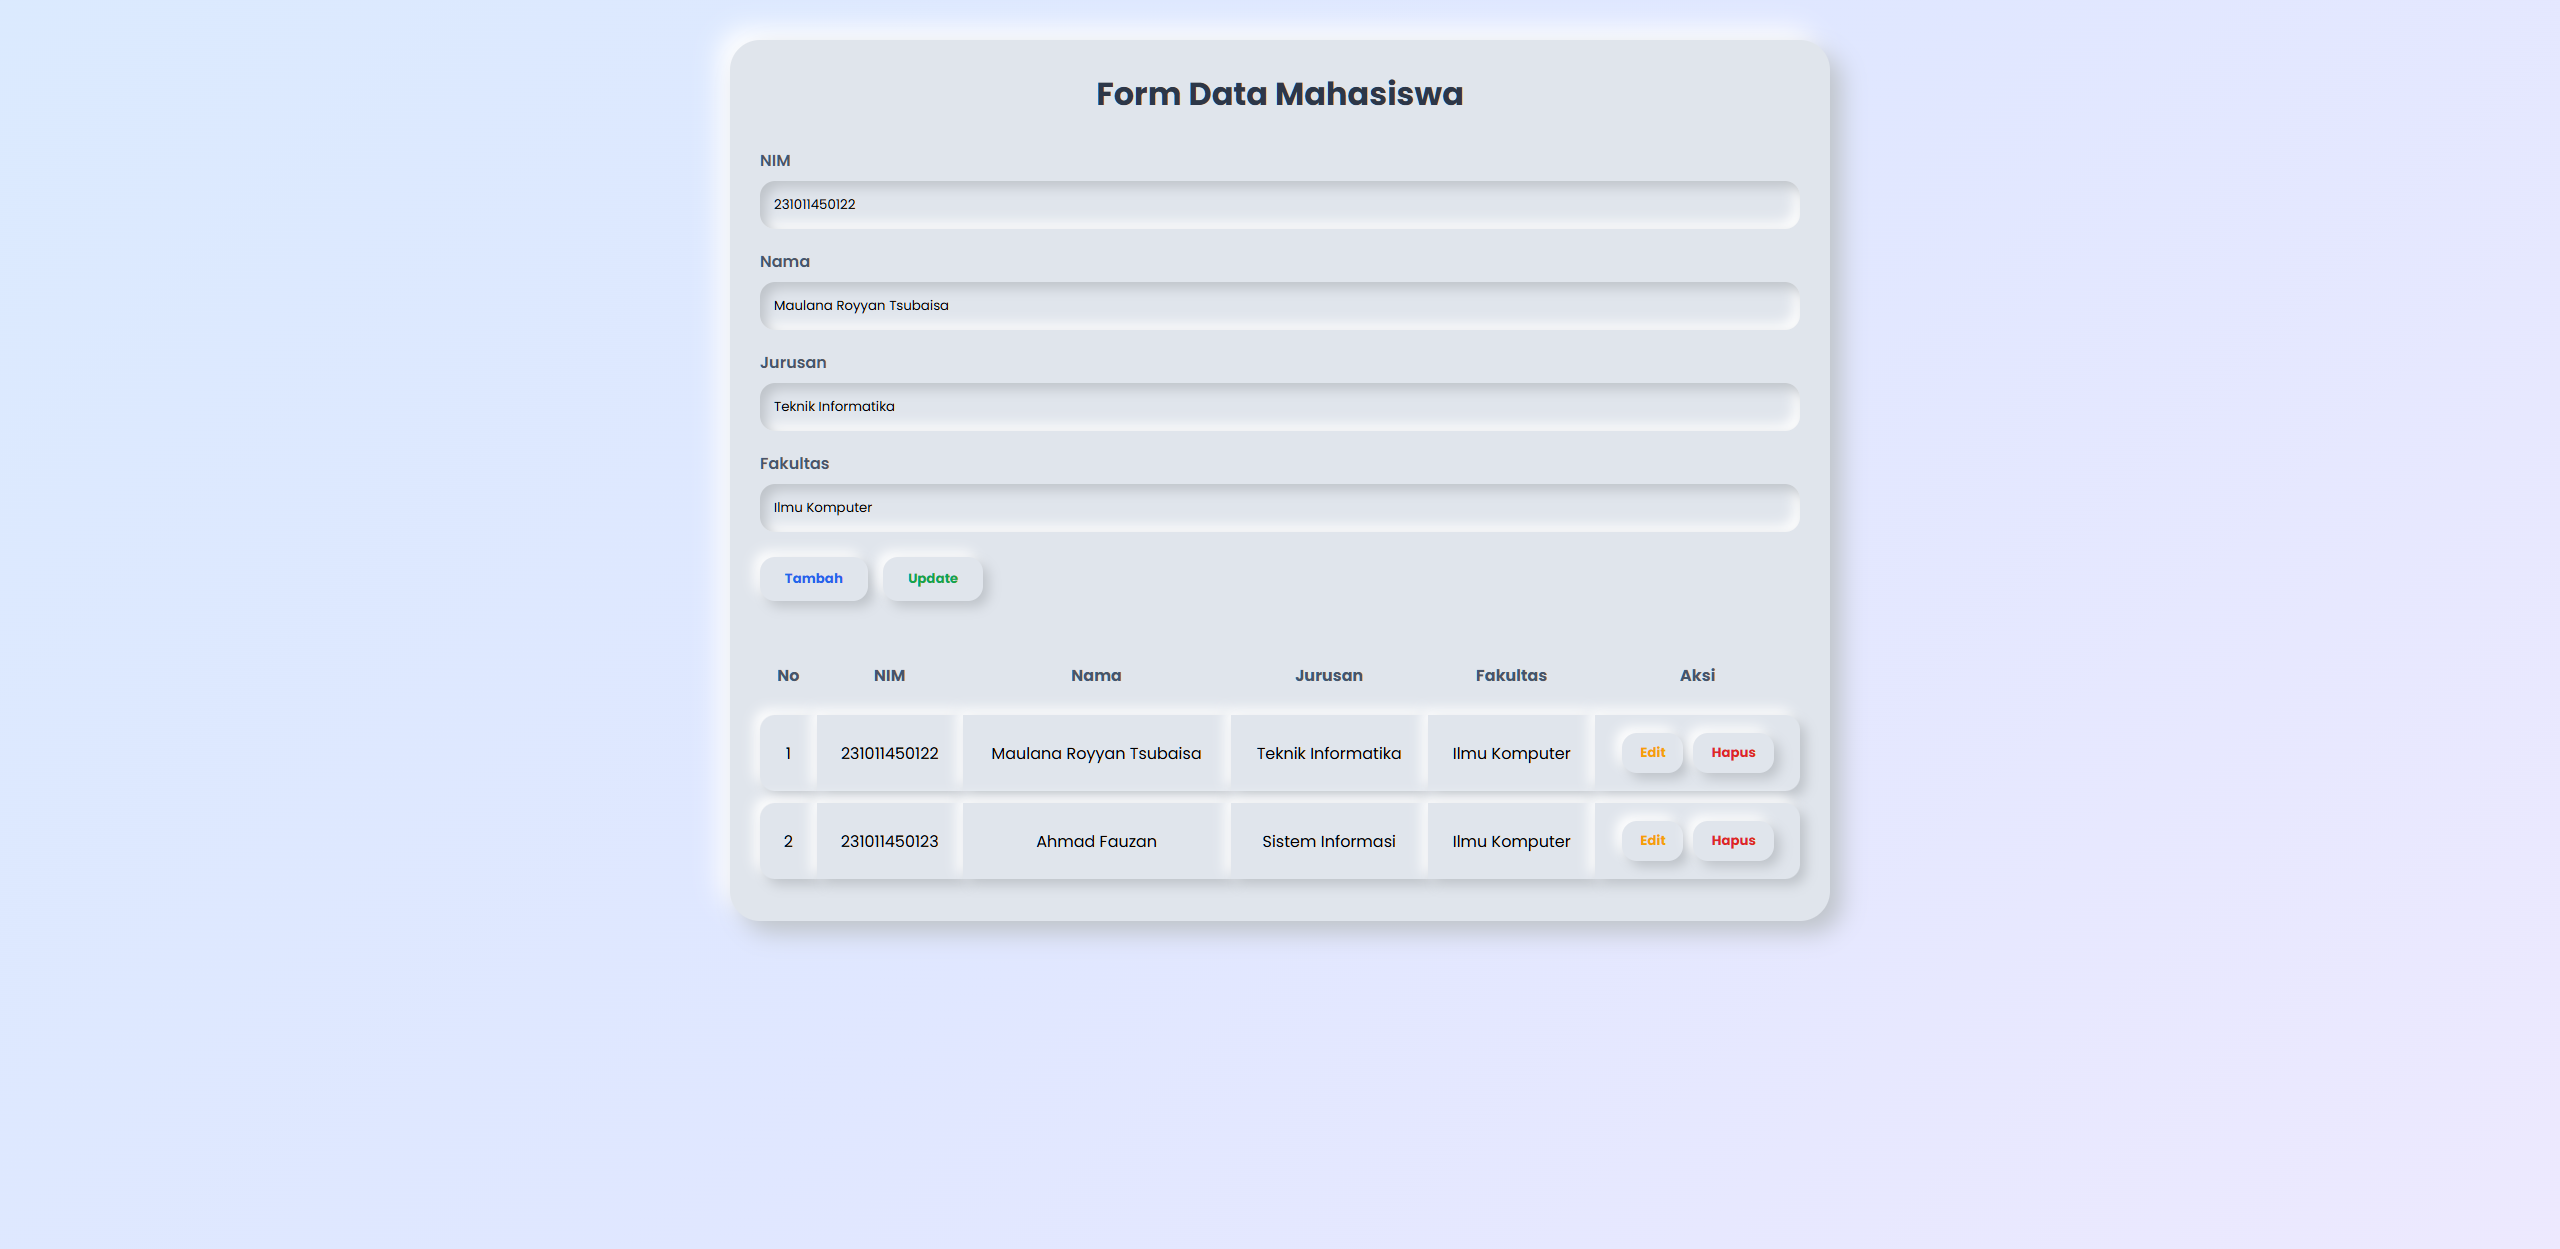 Form Data Mahasiswa
NIM
231011450122
Nama
Maulana Royyan Tsubaisa
Jurusan
Teknik Informatika
Fakultas
Ilmu Komputer
Tambah Update
No NIM Nama Jurusan Fakultas Aksi
1 231011450122 Maulana Royyan Tsubaisa Teknik Informatika Ilmu Komputer Edit Hapus
2 231011450123 Ahmad Fauzan Sistem Informasi Ilmu Komputer Edit Hapus